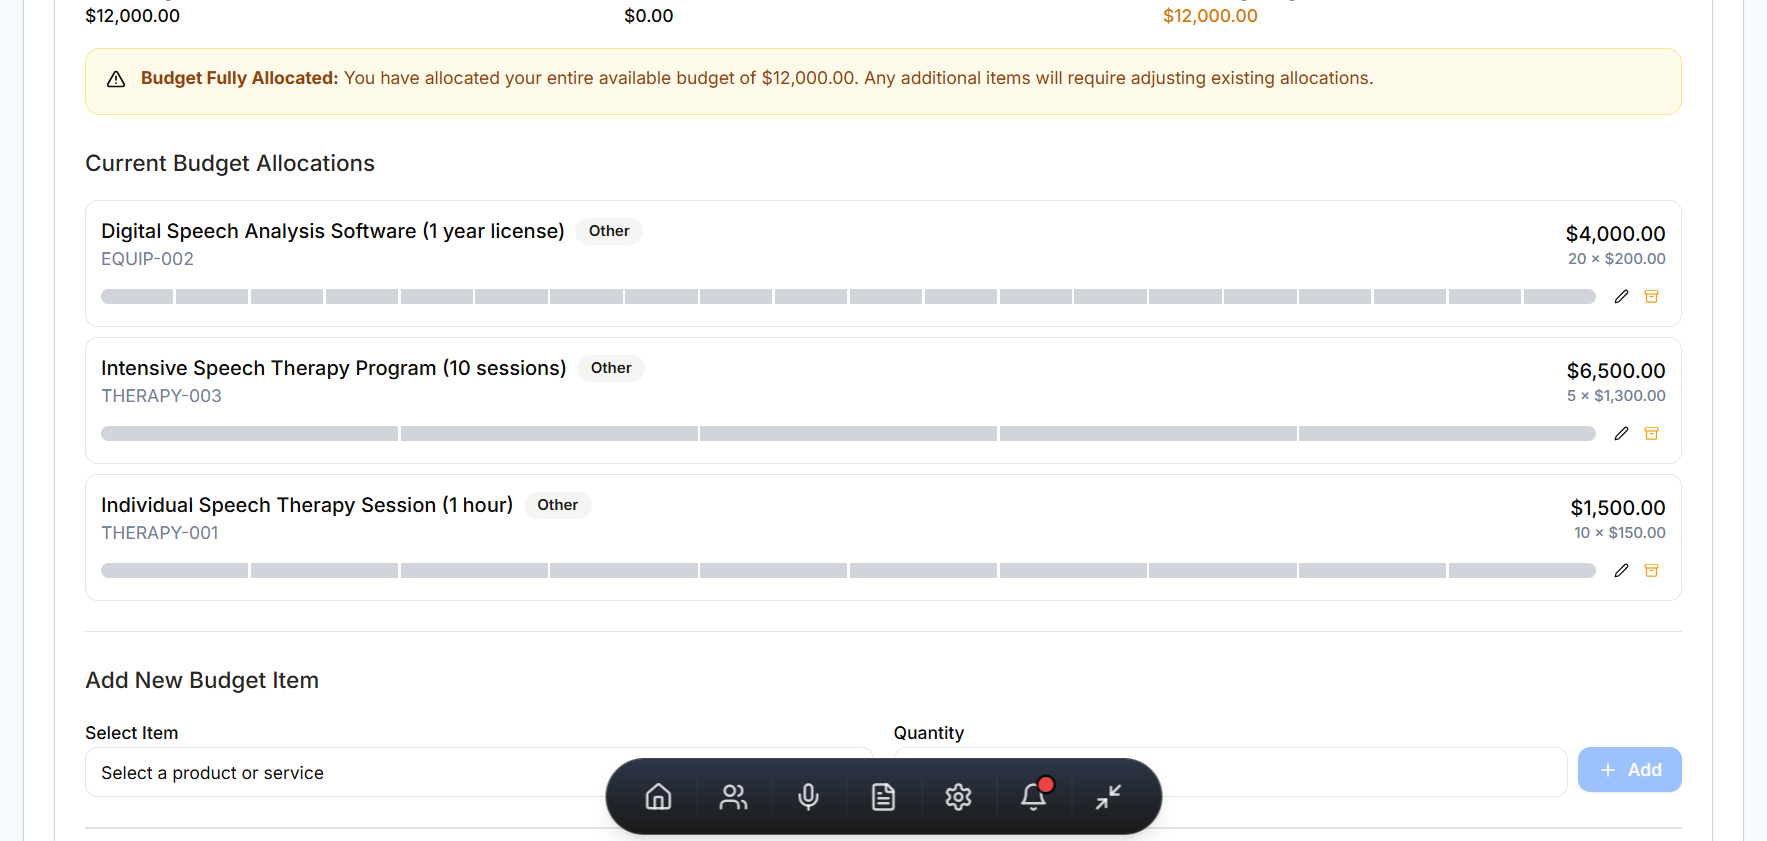 $12,000.00
$0.00
$12,000.00
Budget Fully Allocated: You have allocated your entire available budget of $12,000.00. Any additional items will require adjusting existing allocations.
Current Budget Allocations
Digital Speech Analysis Software (1 year license)
Other
$4,000.00
EQUIP-002
20 × $200.00
Intensive Speech Therapy Program (10 sessions)
Other
$6,500.00
THERAPY-003
5 × $1,300.00
Individual Speech Therapy Session (1 hour)
Other
$1,500.00
THERAPY-001
10 × $150.00
Add New Budget Item
Select Item
Quantity
Select a product or service
+ Add